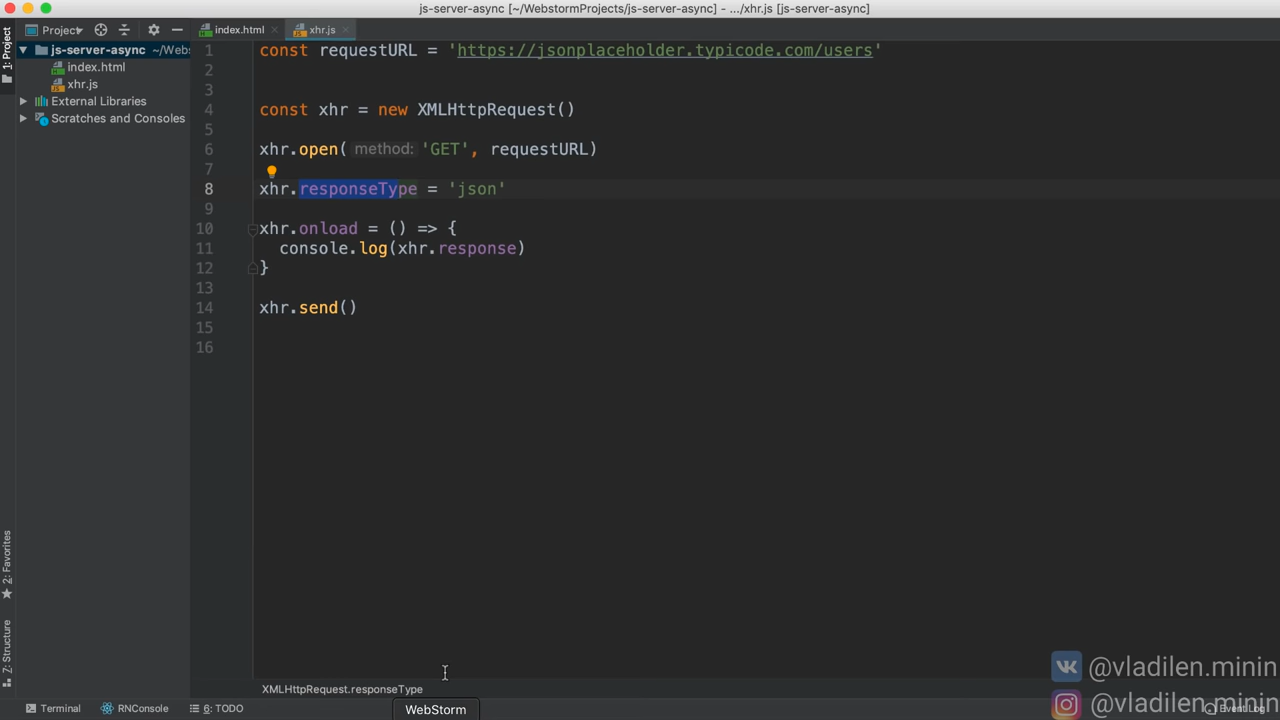 js-server-async [~/WebstormProjects/js-server-async] - .../xhr.js [js-server-async]
Project
index.html
xhr.js
1: Project
js-server-async ~/Webs
index.html
xhr.js
External Libraries
Scratches and Consoles
1 const requestURL = 'https://jsonplaceholder.typicode.com/users'
2
3
4 const xhr = new XMLHttpRequest()
5
6 xhr.open( method: 'GET', requestURL)
7
8 xhr.responseType = 'json'
9
10 xhr.onload = () => {
11 console.log(xhr.response)
12 }
13
14 xhr.send()
15
16
2: Favorites
Z: Structure
XMLHttpRequest.responseType
@vladilen.minin
@vladilen.minin
Terminal
RNConsole
6: TODO
WebStorm
Event Log